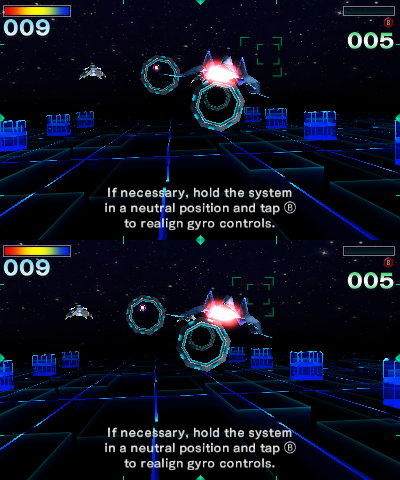 009
B
005
If necessary, hold the system
in a neutral position and tap Ⓑ
to realign gyro controls.
009
B
005
If necessary, hold the system
in a neutral position and tap Ⓑ
to realign gyro controls.